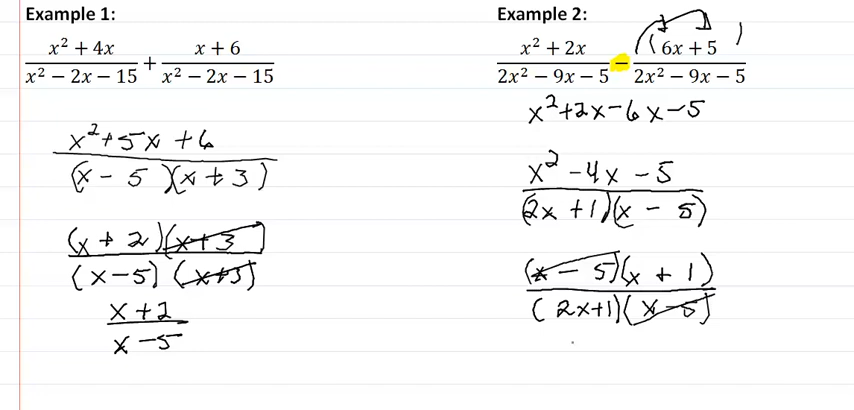 Example 1:
x² + 4x / x² − 2x − 15 + x + 6 / x² − 2x − 15
x² + 5x + 6 / (x − 5)(x + 3)
(x + 2)(x + 3) / (x − 5)(x + 3)
x + 2 / x − 5
Example 2:
x² + 2x / 2x² − 9x − 5 − (6x + 5) / 2x² − 9x − 5
x² + 2x − 6x − 5
x² − 4x − 5 / (2x + 1)(x − 5)
(x − 5)(x + 1) / (2x + 1)(x − 5)